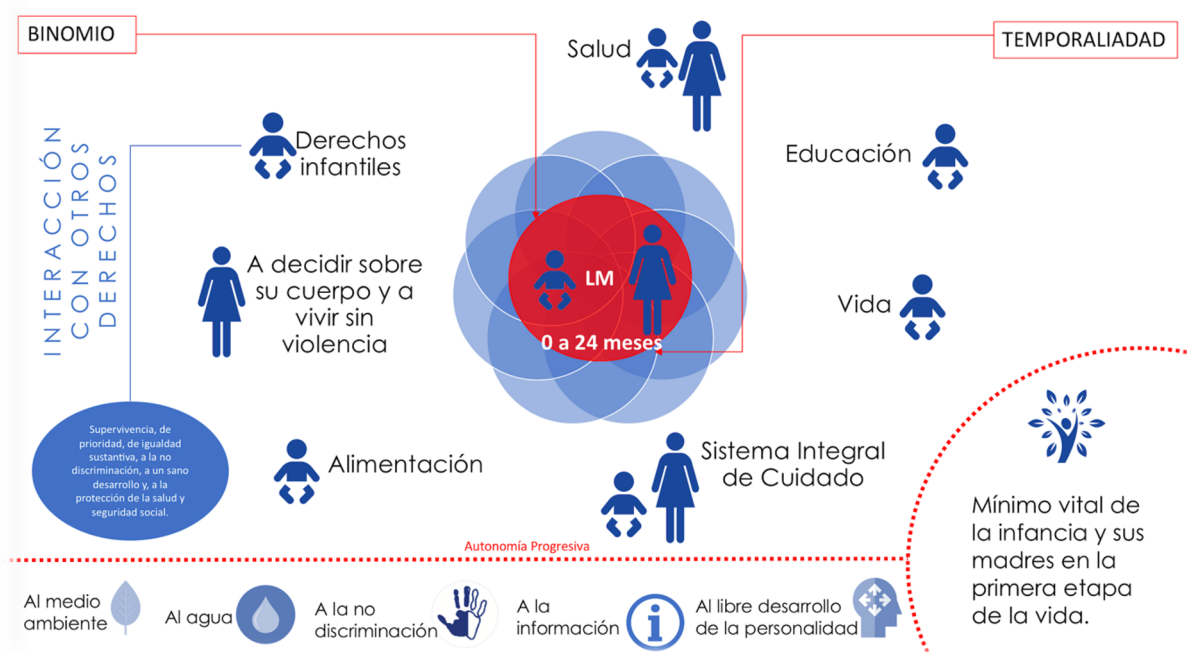 BINOMIO
TEMPORALIADAD
Salud
INTERACCIÓN
CON OTROS
DERECHOS
Derechos
infantiles
Educación
A decidir sobre
su cuerpo y a
vivir sin
violencia
LM
0 a 24 meses
Vida
Supervivencia, de
prioridad, de igualdad
sustantiva, a la no
discriminación, a un sano
desarrollo y, a la
protección de la salud y
seguridad social.
Alimentación
Sistema Integral
de Cuidado
Mínimo vital de
la infancia y sus
madres en la
primera etapa
de la vida.
Autonomía Progresiva
Al medio
ambiente
Al agua
A la no
discriminación
A la
información
Al libre desarrollo
de la personalidad